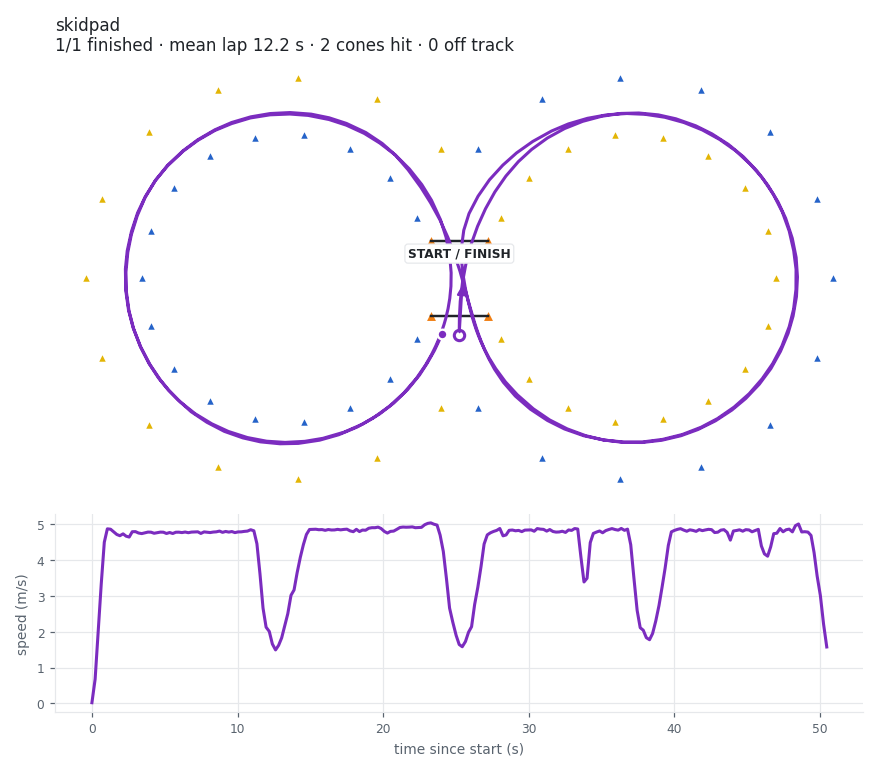 skidpad
1/1 finished · mean lap 12.2 s · 2 cones hit · 0 off track
START / FINISH
5
4
3
2
1
0
speed (m/s)
0 10 20 30 40 50
time since start (s)